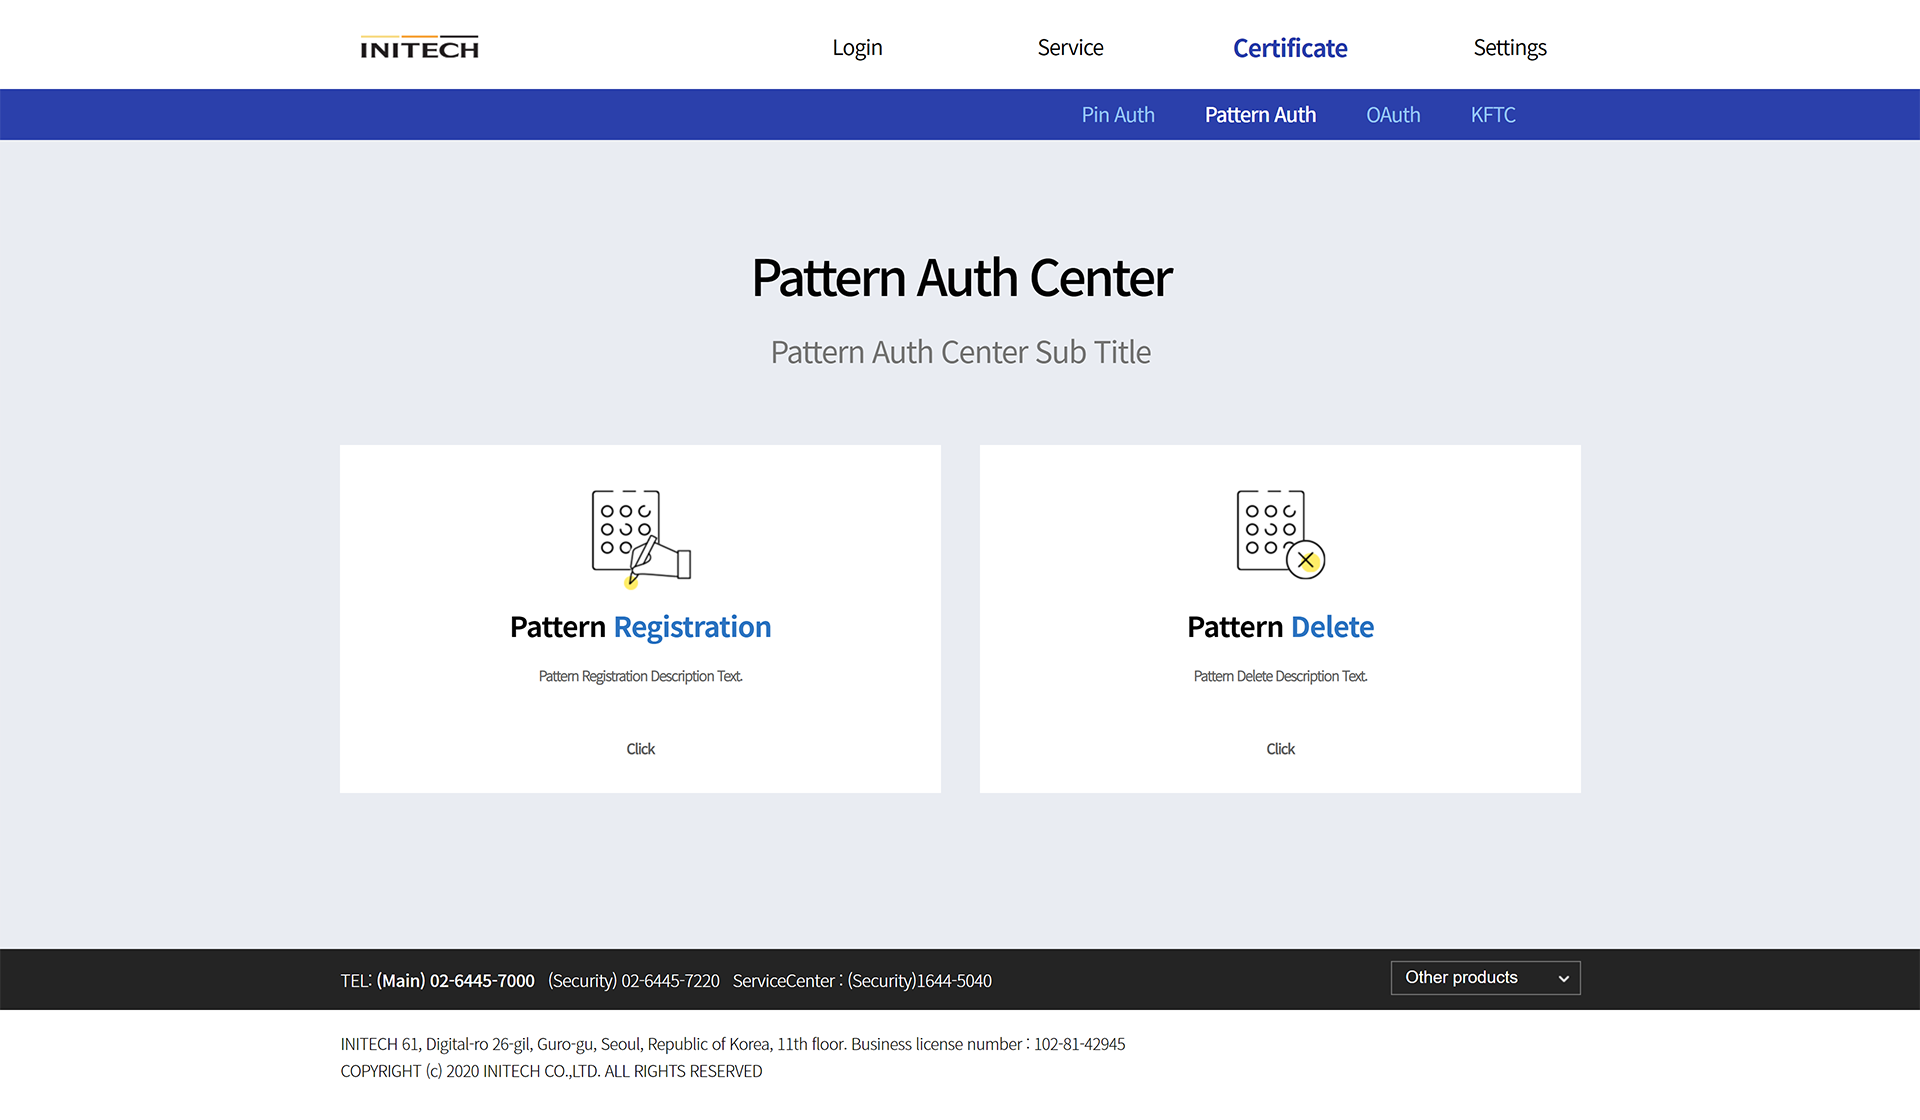 INITECH
Login Service Certificate Settings
Pin Auth Pattern Auth OAuth KFTC
Pattern Auth Center
Pattern Auth Center Sub Title
Pattern Registration
Pattern Registration Description Text.
Click
Pattern Delete
Pattern Delete Description Text.
Click
TEL: (Main) 02-6445-7000 (Security) 02-6445-7220 ServiceCenter : (Security)1644-5040
Other products
INITECH 61, Digital-ro 26-gil, Guro-gu, Seoul, Republic of Korea, 11th floor. Business license number : 102-81-42945
COPYRIGHT (c) 2020 INITECH CO.,LTD. ALL RIGHTS RESERVED